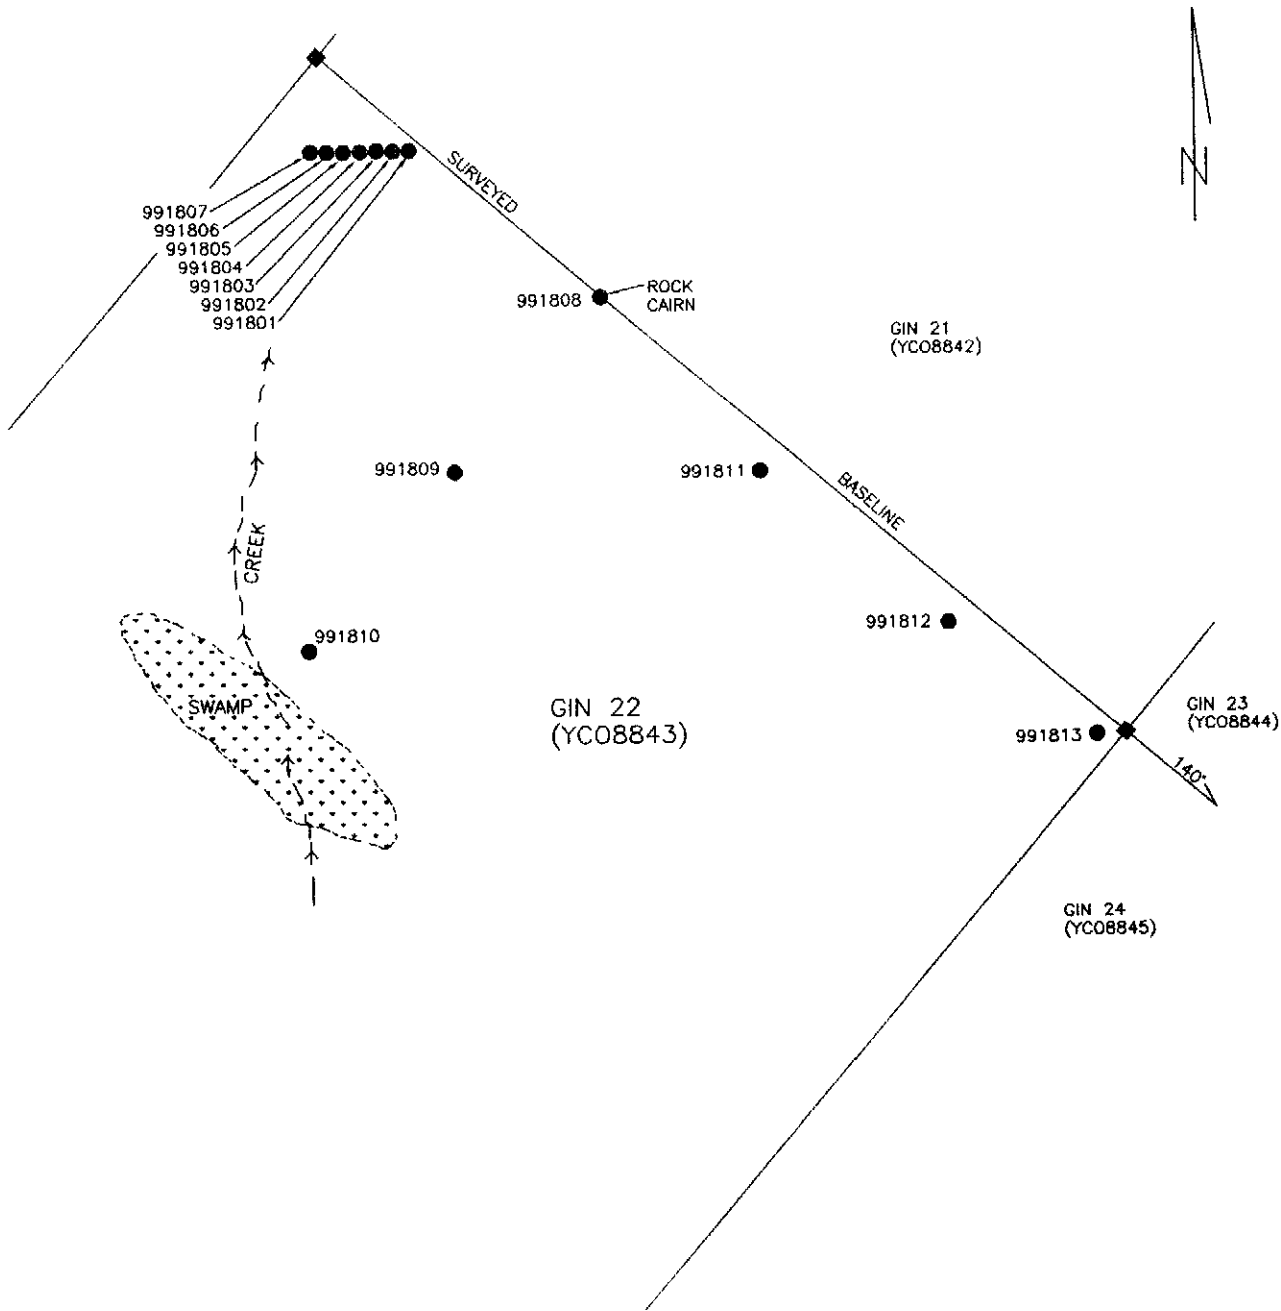 N
SURVEYED
991807
991806
991805
991804
991803
991802
991801
991808
ROCK
CAIRN
GIN 21
(YC08842)
991809
991811
BASELINE
CREEK
991812
991810
SWAMP
GIN 22
(YC08843)
GIN 23
(YC08844)
991813
140°
GIN 24
(YC08845)